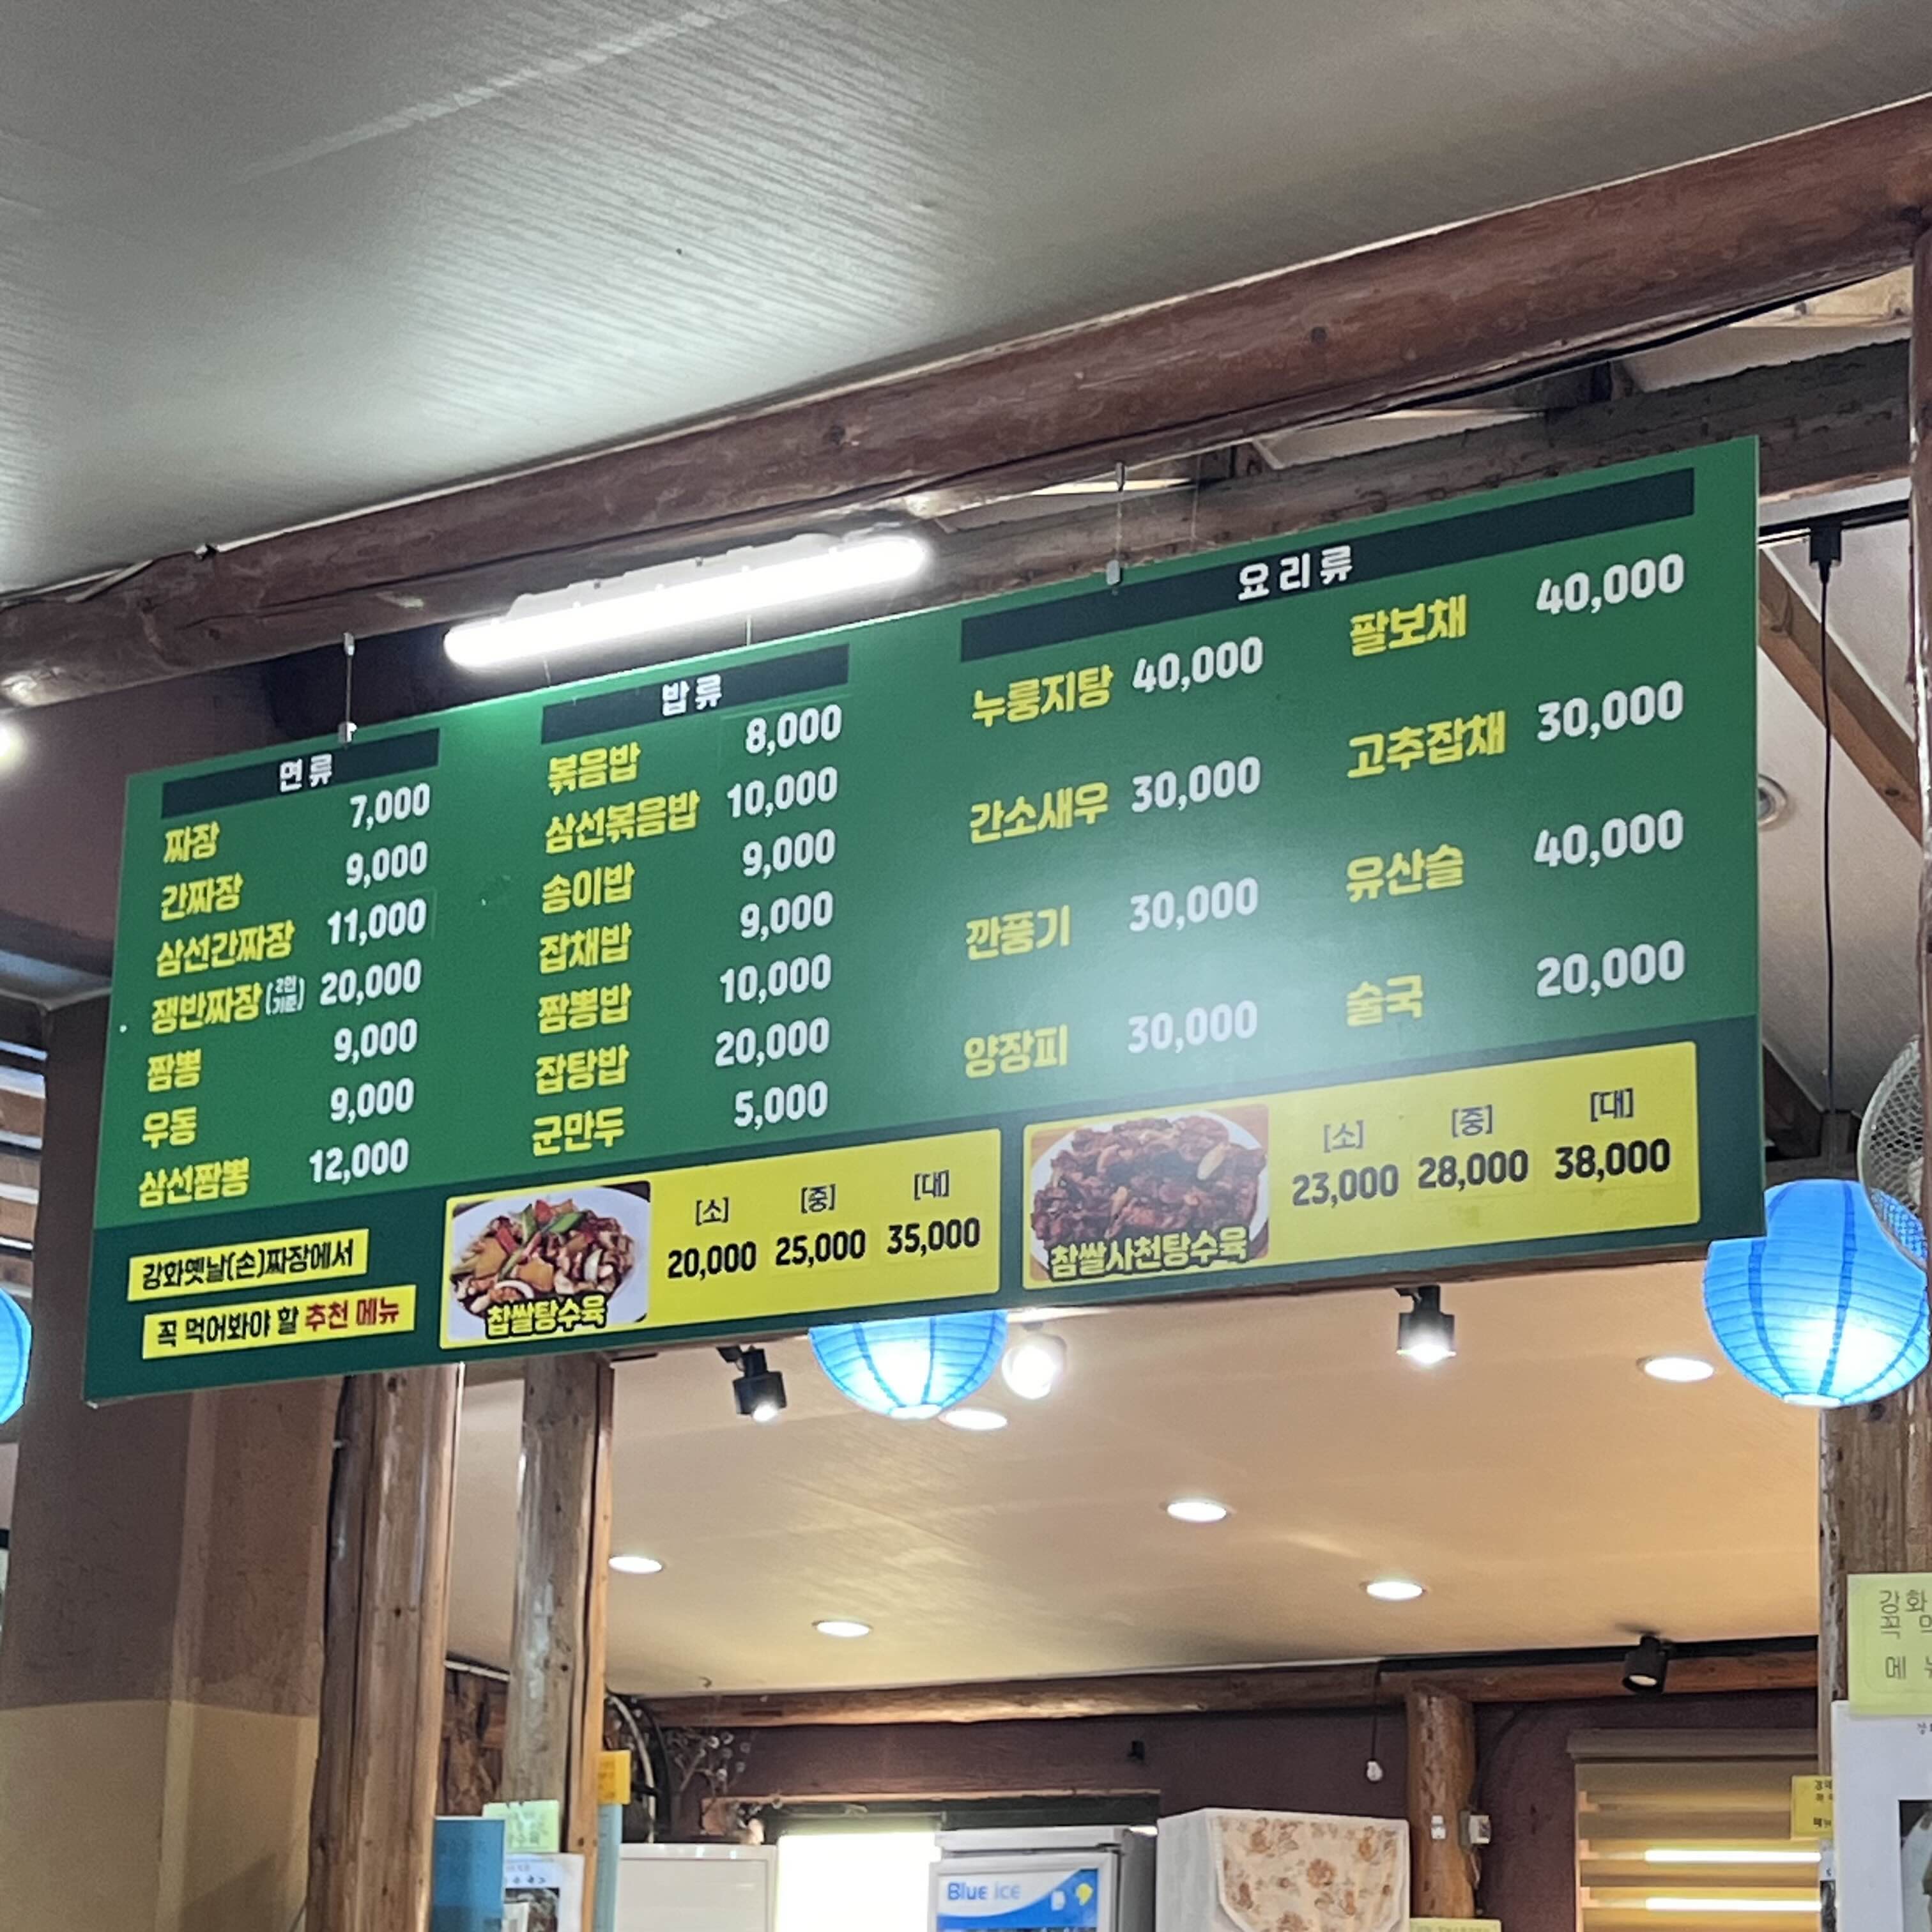 면류
짜장 7,000
간짜장 9,000
삼선간짜장 11,000
쟁반짜장(2인기준) 20,000
짬뽕 9,000
우동 9,000
삼선짬뽕 12,000
밥류
볶음밥 8,000
삼선볶음밥 10,000
송이밥 9,000
잡채밥 9,000
짬뽕밥 10,000
잡탕밥 20,000
군만두 5,000
요리류
누룽지탕 40,000 팔보채 40,000
간소새우 30,000 고추잡채 30,000
깐풍기 30,000 유산슬 40,000
양장피 30,000 술국 20,000
강화옛날(손)짜장에서
꼭 먹어봐야 할 추천 메뉴
찹쌀탕수육
[소] [중] [대]
20,000 25,000 35,000
찹쌀사천탕수육
[소] [중] [대]
23,000 28,000 38,000
강화
꼭
메
Blue ice